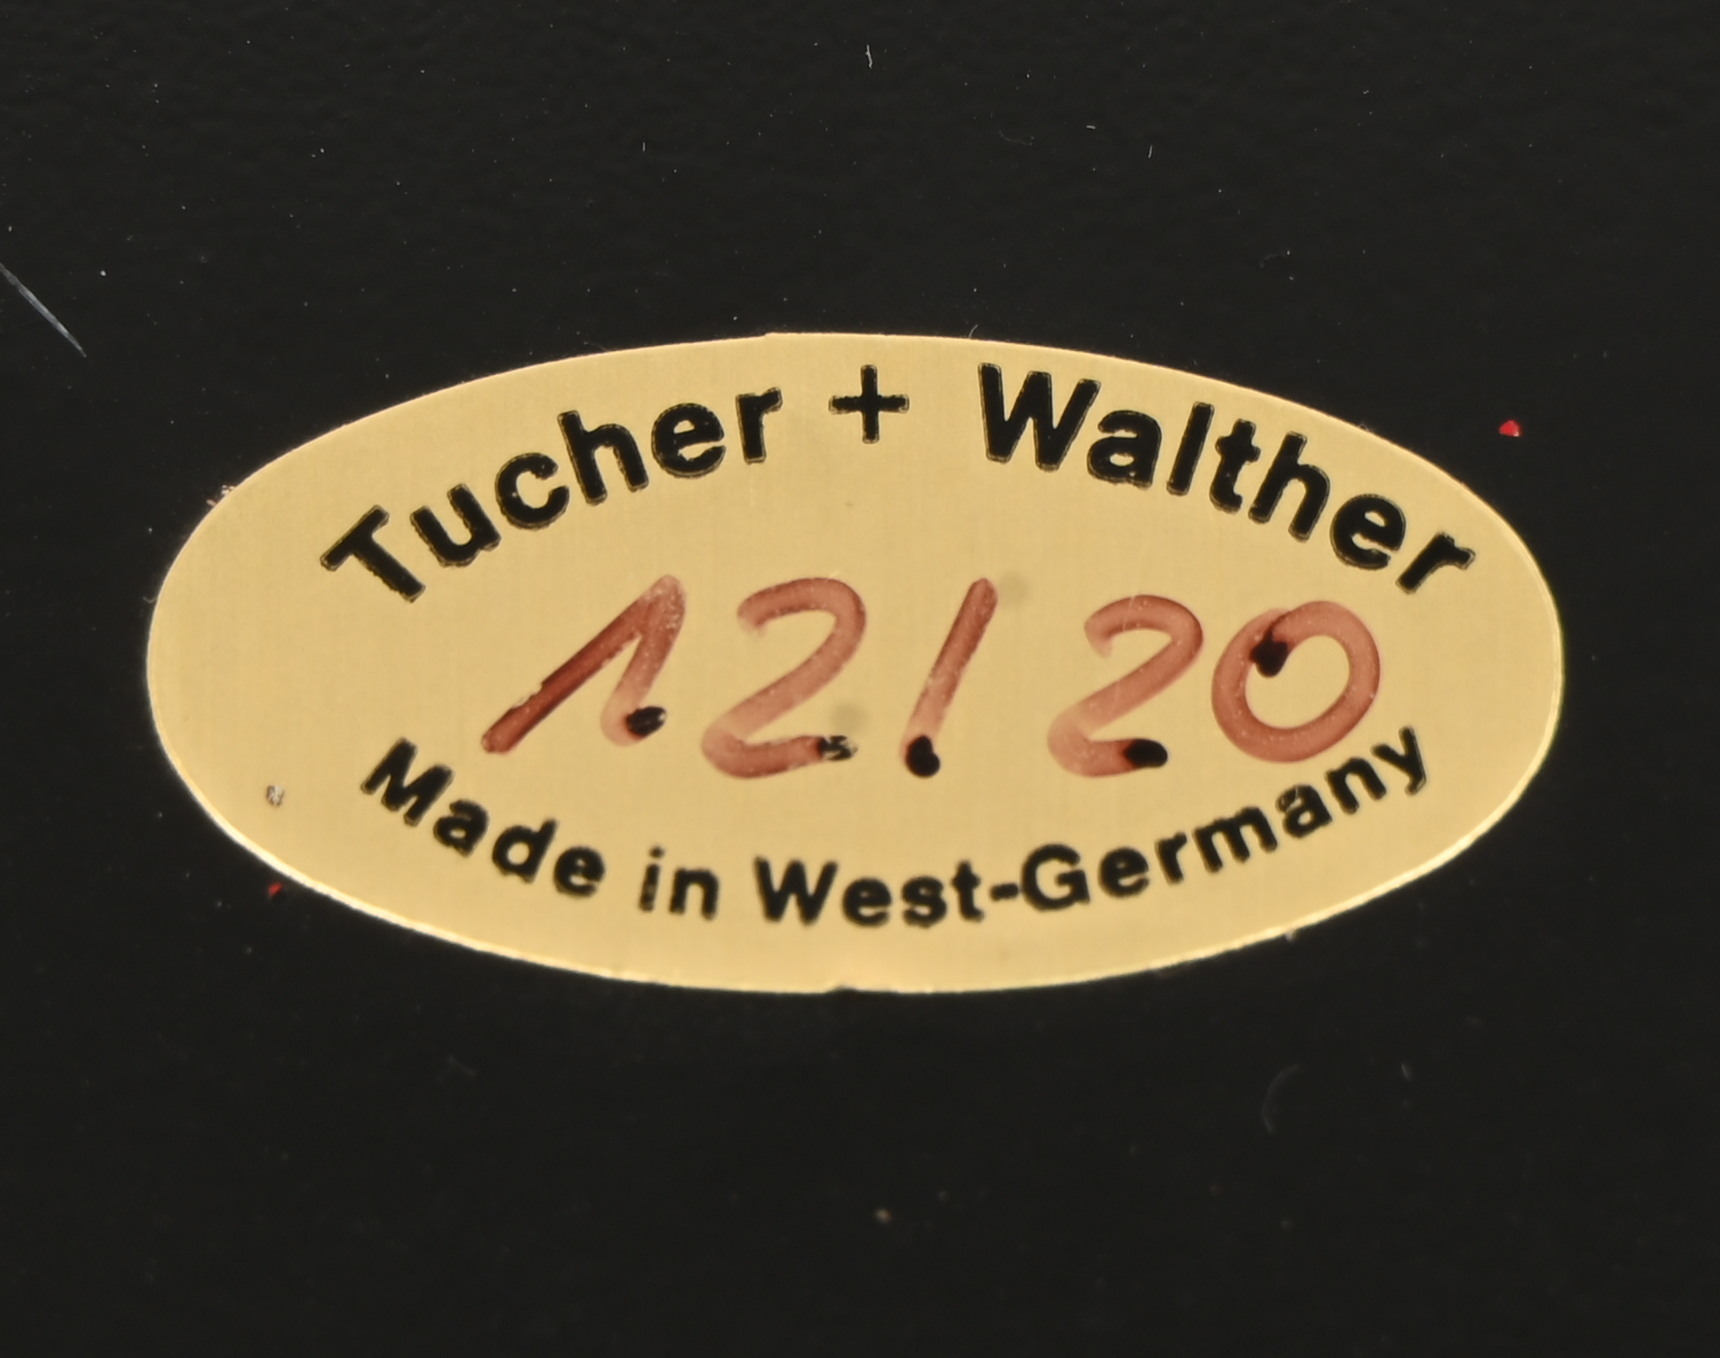 Tucher + Walther
12/20
Made in West-Germany